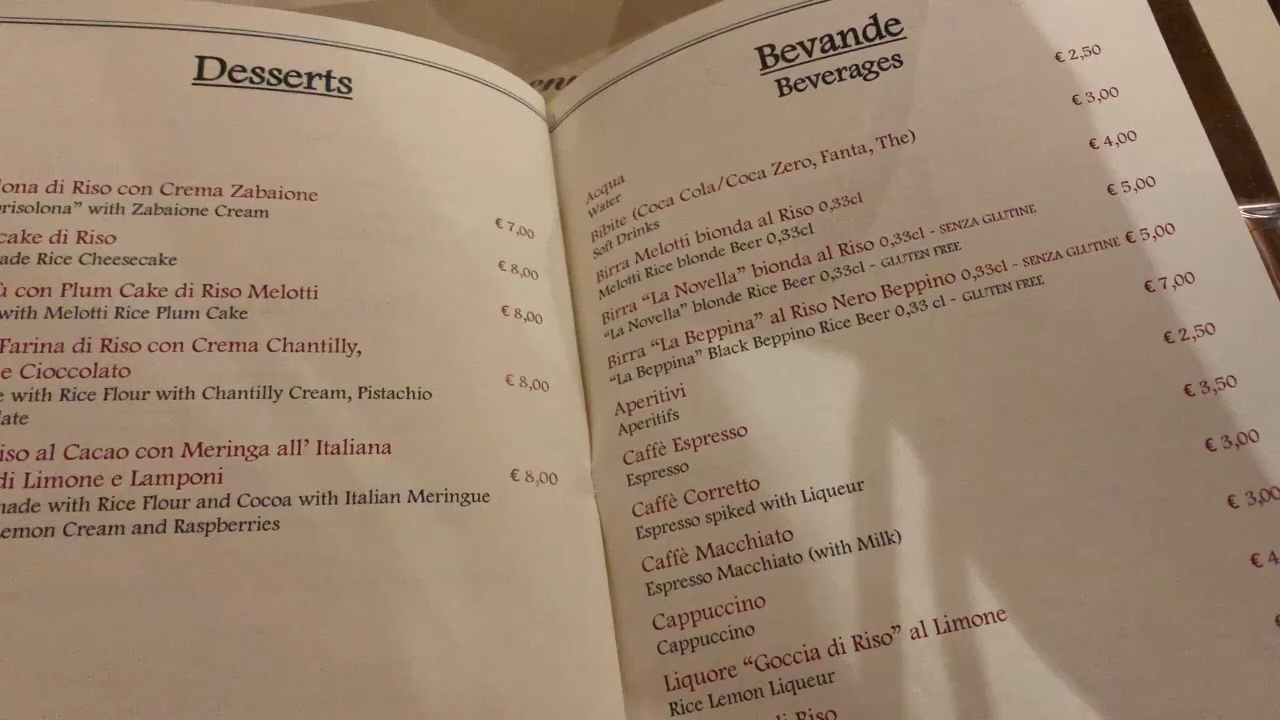 Desserts
ona di Riso con Crema Zabaione
risolona" with Zabaione Cream
€ 7,00
cake di Riso
ade Rice Cheesecake
€ 8,00
ù con Plum Cake di Riso Melotti
with Melotti Rice Plum Cake
€ 8,00
Farina di Riso con Crema Chantilly,
e Cioccolato
with Rice Flour with Chantilly Cream, Pistachio
ate
€ 8,00
iso al Cacao con Meringa all' Italiana
di Limone e Lamponi
ade with Rice Flour and Cocoa with Italian Meringue
emon Cream and Raspberries
€ 8,00
Bevande
Beverages
Acqua
Water
€ 2,50
Bibite (Coca Cola/Coca Zero, Fanta, The)
Soft Drinks
€ 3,00
Birra Melotti bionda al Riso 0,33cl
Melotti Rice blonde Beer 0,33cl
€ 4,00
Birra "La Novella" bionda al Riso 0,33cl - SENZA GLUTINE
"La Novella" blonde Rice Beer 0,33cl - GLUTEN FREE
€ 5,00
Birra "La Beppina" al Riso Nero Beppino 0,33cl - SENZA GLUTINE € 5,00
"La Beppina" Black Beppino Rice Beer 0,33 cl - GLUTEN FREE
Aperitivi
Aperitifs
€ 7,00
Caffè Espresso
Espresso
€ 2,50
Caffè Corretto
Espresso spiked with Liqueur
€ 3,50
Caffè Macchiato
Espresso Macchiato (with Milk)
€ 3,00
Cappuccino
Cappuccino
€ 3,00
Liquore "Goccia di Riso" al Limone
Rice Lemon Liqueur
€ 4
di Riso